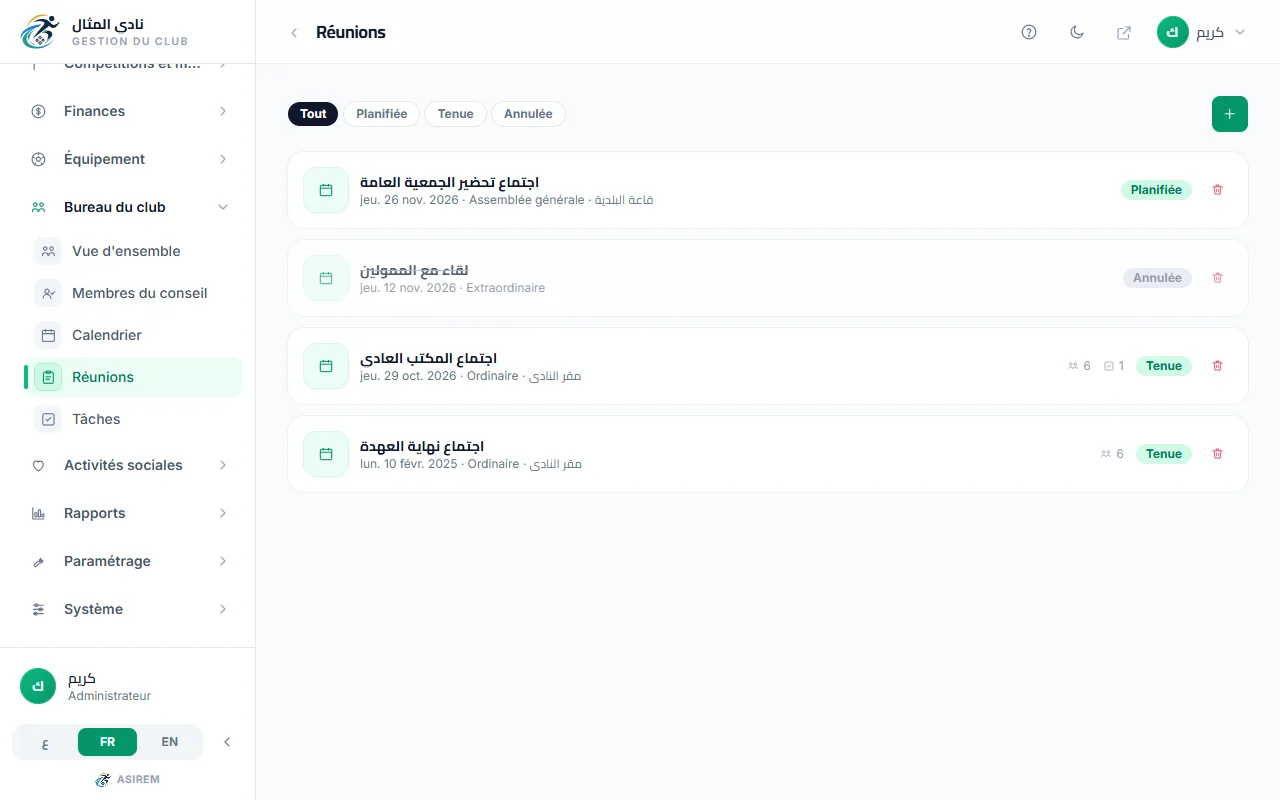 نادي المثال
GESTION DU CLUB
Compétitions et m...
Finances
Équipement
Bureau du club
Vue d'ensemble
Membres du conseil
Calendrier
Réunions
Tâches
Activités sociales
Rapports
Paramétrage
Système
ك
كريم
Administrateur
ع
FR
EN
ASIREM
Réunions
ك
كريم
Tout
Planifiée
Tenue
Annulée
اجتماع تحضير الجمعية العامة
jeu. 26 nov. 2026 · Assemblée générale · قاعة البلدية
Planifiée
لقاء مع الممولين
jeu. 12 nov. 2026 · Extraordinaire
Annulée
اجتماع المكتب العادي
jeu. 29 oct. 2026 · Ordinaire · مقر النادي
6
1
Tenue
اجتماع نهاية العهدة
lun. 10 févr. 2025 · Ordinaire · مقر النادي
6
Tenue